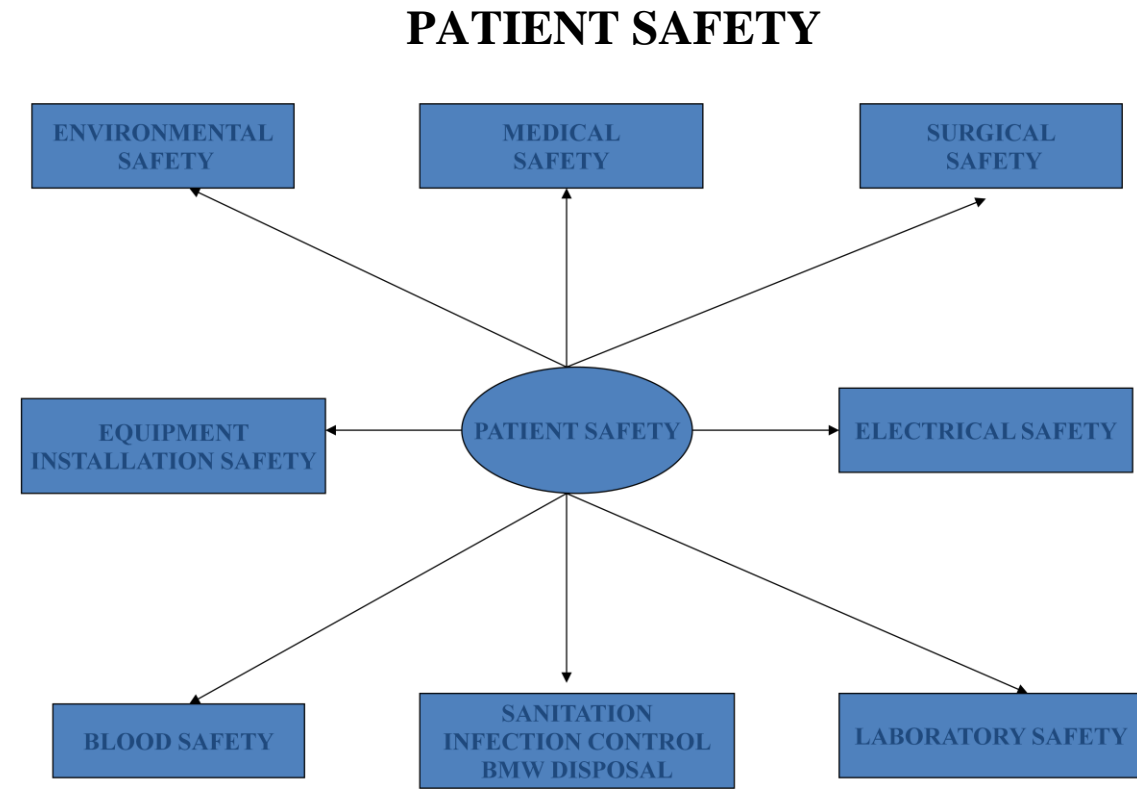 PATIENT SAFETY
ENVIRONMENTAL
SAFETY
MEDICAL
SAFETY
SURGICAL
SAFETY
EQUIPMENT
INSTALLATION SAFETY
PATIENT SAFETY
ELECTRICAL SAFETY
BLOOD SAFETY
SANITATION
INFECTION CONTROL
BMW DISPOSAL
LABORATORY SAFETY